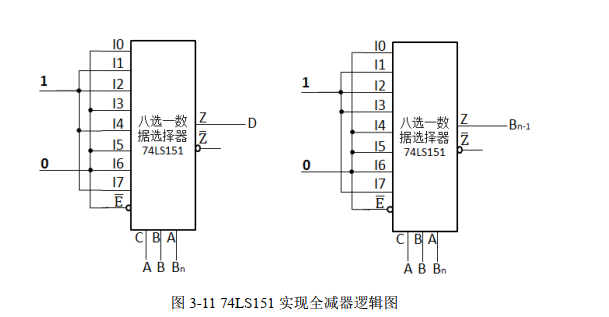 I0
I1
1
I2
I3
八选一数
I4
据选择器
Z
D
I5
74LS151
Z̅
0
I6
I7
E̅
C B A
A B Bn
I0
I1
1
I2
I3
八选一数
I4
据选择器
Z
Bn-1
I5
74LS151
Z̅
0
I6
I7
E̅
C B A
A B Bn
图 3-11 74LS151 实现全减器逻辑图